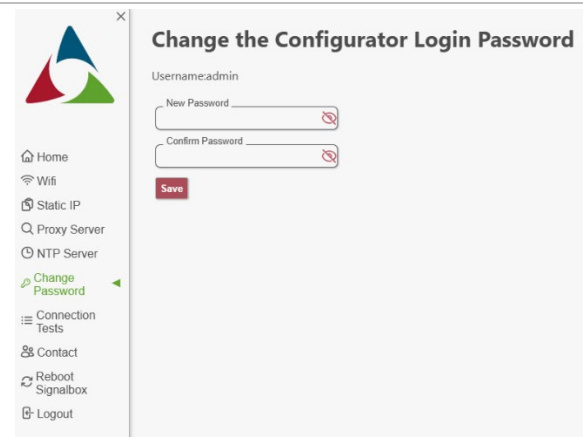 Change the Configurator Login Password
Username:admin
New Password
Confirm Password
Save
Home
Wifi
Static IP
Proxy Server
NTP Server
Change
Password
Connection
Tests
Contact
Reboot
Signalbox
Logout